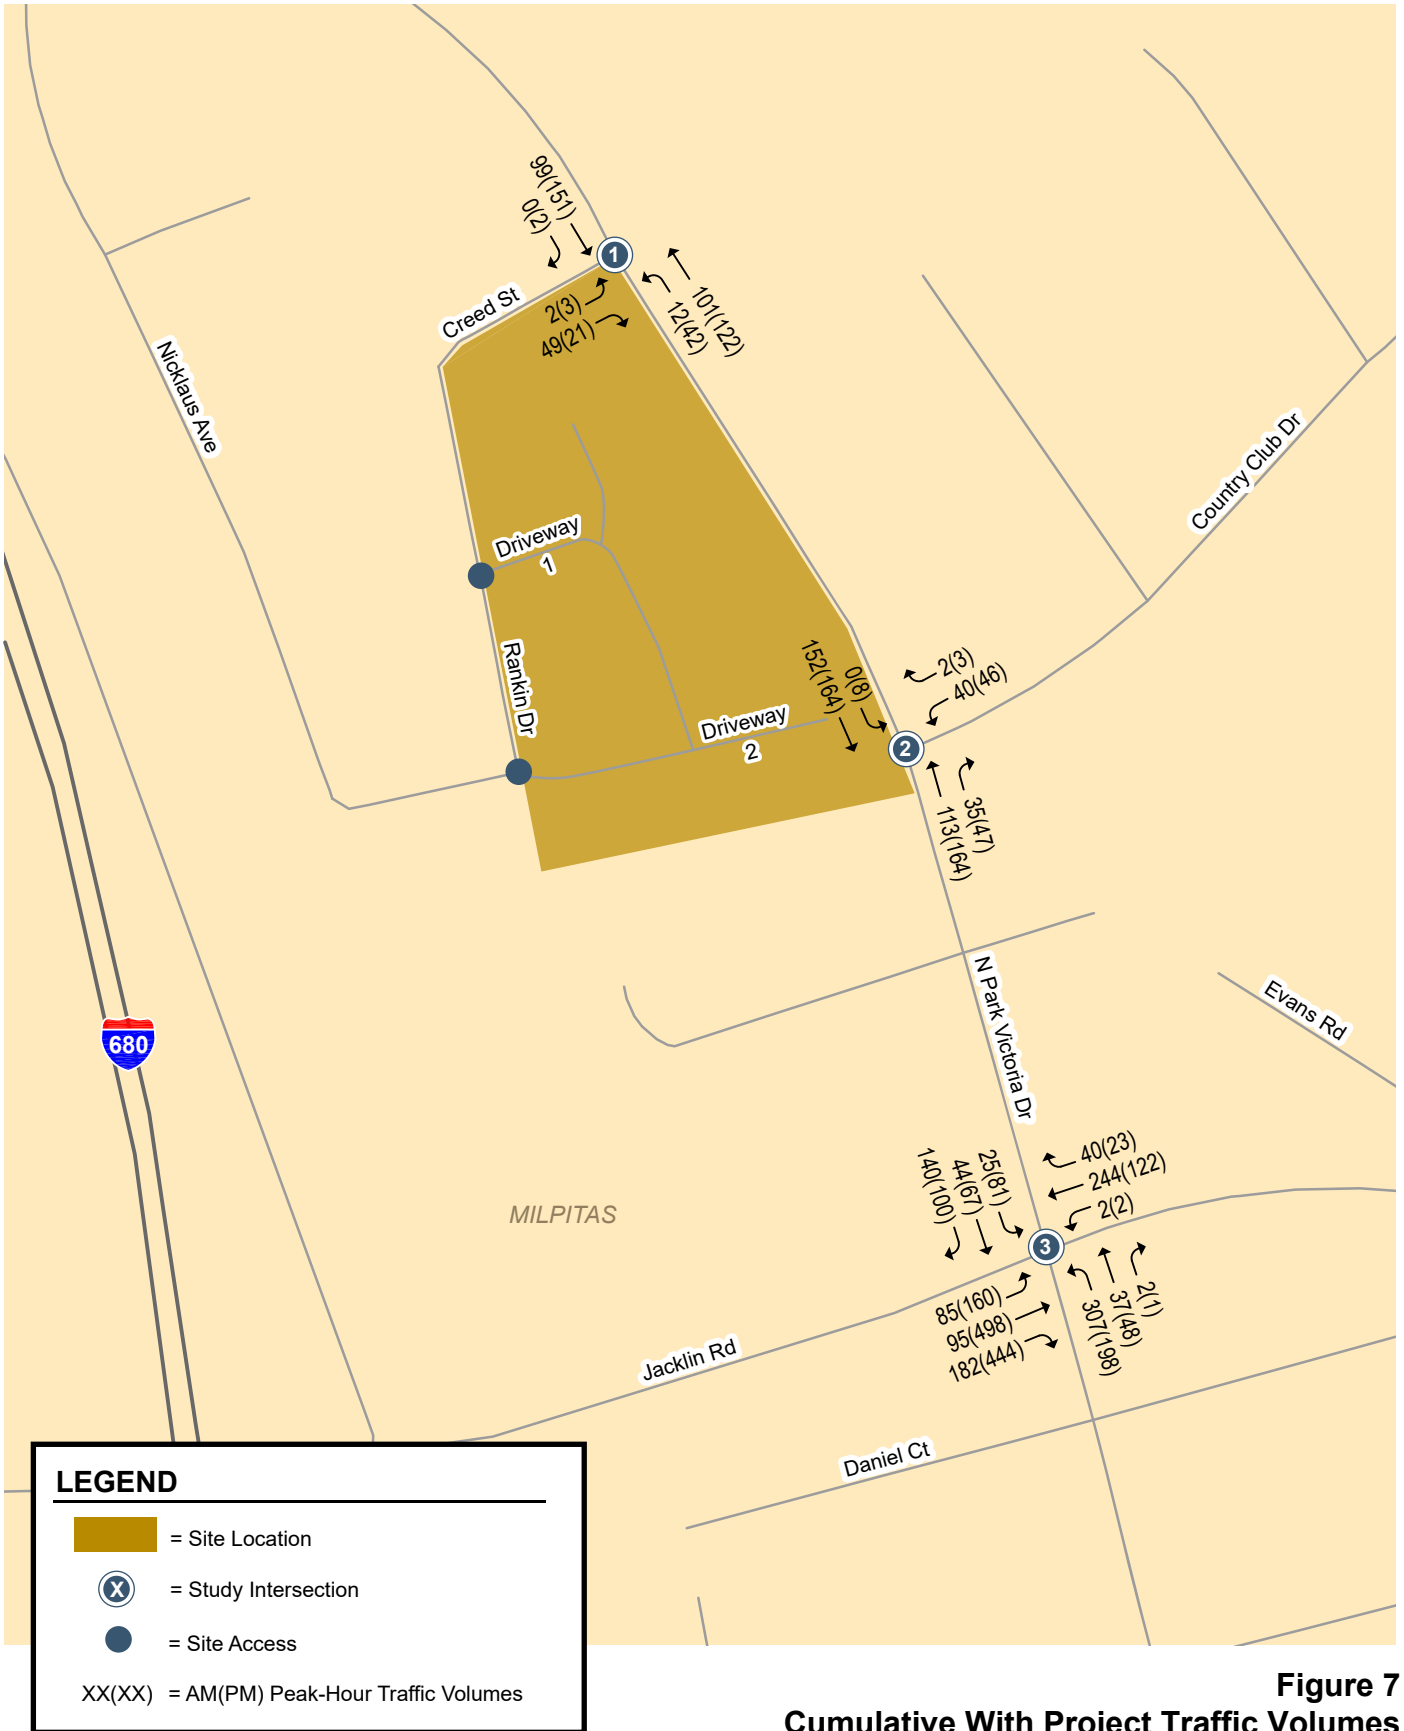 99(151)
0(2)
1
101(122)
12(42)
2(3)
49(21)
Creed St
Nicklaus Ave
Country Club Dr
Driveway
1
Rankin Dr
152(164)
0(8)
2(3)
40(46)
Driveway
2
2
35(47)
113(164)
N Park Victoria Dr
Evans Rd
680
140(100)
44(67)
25(81)
40(23)
244(122)
2(2)
MILPITAS
3
85(160)
95(498)
182(444)
2(1)
37(48)
307(198)
Jacklin Rd
Daniel Ct
LEGEND
= Site Location
X = Study Intersection
= Site Access
XX(XX) = AM(PM) Peak-Hour Traffic Volumes
Figure 7
Cumulative With Project Traffic Volumes